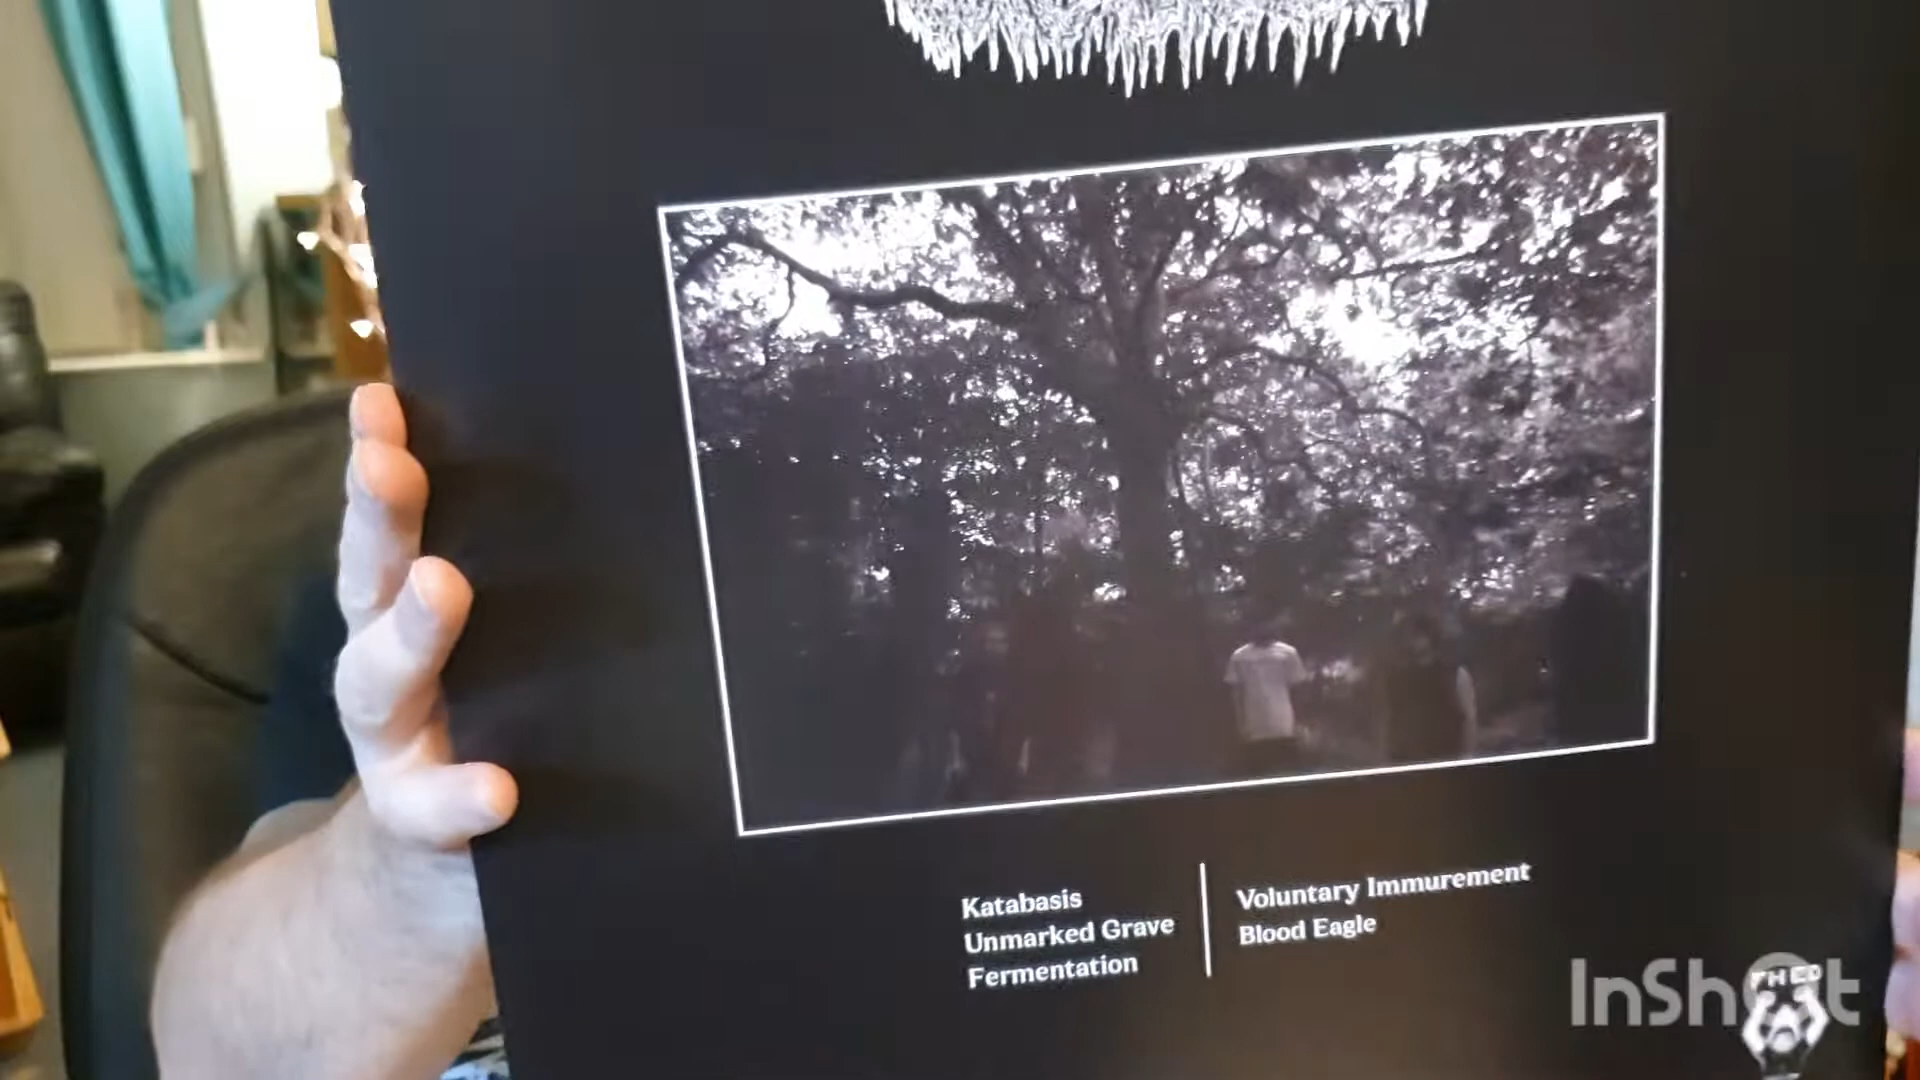 Katabasis
Unmarked Grave
Fermentation
Voluntary Immurement
Blood Eagle
InShot